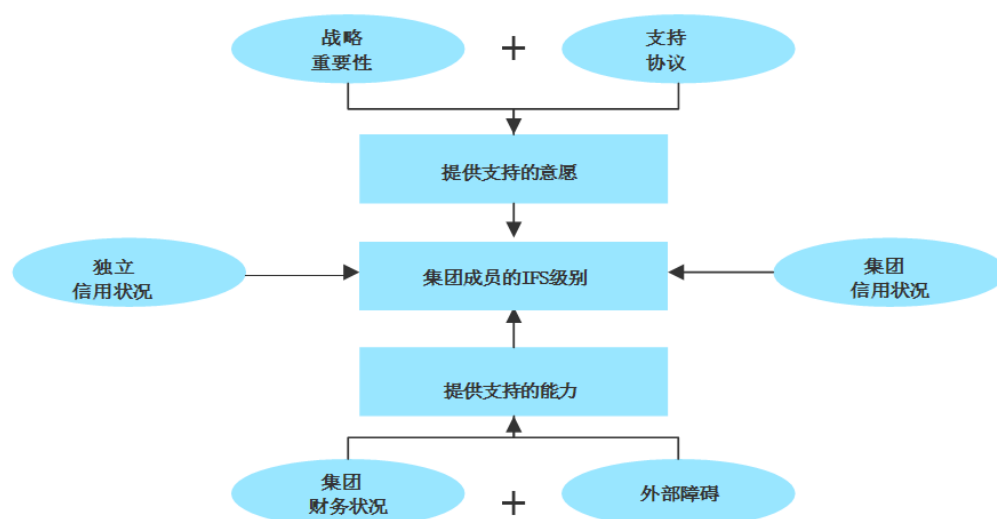 战略
重要性
+
支持
协议
提供支持的意愿
独立
信用状况
集团成员的IFS级别
集团
信用状况
提供支持的能力
集团
财务状况
+
外部障碍